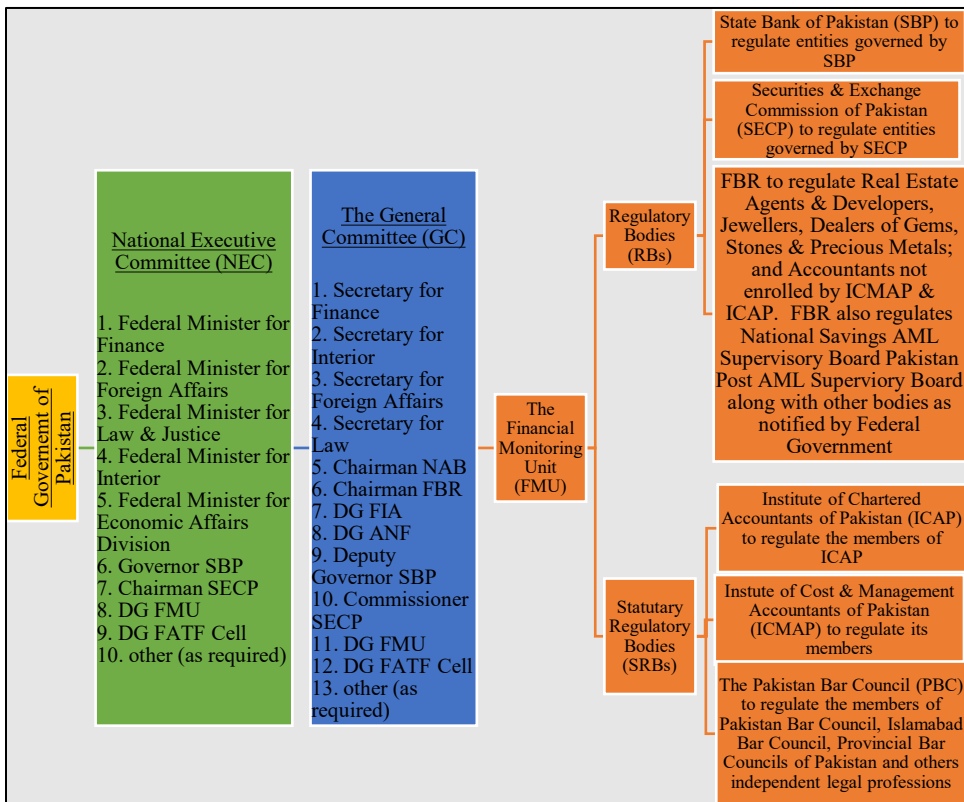 Federal
Governemt of
Pakistan
National Executive
Committee (NEC)
1. Federal Minister for
Finance
2. Federal Minister for
Foreign Affairs
3. Federal Minister for
Law & Justice
4. Federal Minister for
Interior
5. Federal Minister for
Economic Affairs
Division
6. Governor SBP
7. Chairman SECP
8. DG FMU
9. DG FATF Cell
10. other (as required)
The General
Committee (GC)
1. Secretary for
Finance
2. Secretary for
Interior
3. Secretary for
Foreign Affairs
4. Secretary for
Law
5. Chairman NAB
6. Chairman FBR
7. DG FIA
8. DG ANF
9. Deputy
Governor SBP
10. Commissioner
SECP
11. DG FMU
12. DG FATF Cell
13. other (as
required)
The
Financial
Monitoring
Unit
(FMU)
Regulatory
Bodies
(RBs)
State Bank of Pakistan (SBP) to
regulate entities governed by
SBP
Securities & Exchange
Commission of Pakistan
(SECP) to regulate entities
governed by SECP
FBR to regulate Real Estate
Agents & Developers,
Jewellers, Dealers of Gems,
Stones & Precious Metals;
and Accountants not
enrolled by ICMAP &
ICAP.  FBR also regulates
National Savings AML
Supervisory Board Pakistan
Post AML Superviory Board
along with other bodies as
notified by Federal
Government
Statutary
Regulatory
Bodies
(SRBs)
Institute of Chartered
Accountants of Pakistan (ICAP)
to regulate the members of
ICAP
Instute of Cost & Management
Accountants of Pakistan
(ICMAP) to regulate its
members
The Pakistan Bar Council (PBC)
to regulate the members of
Pakistan Bar Council, Islamabad
Bar Council, Provincial Bar
Councils of Pakistan and others
independent legal professions